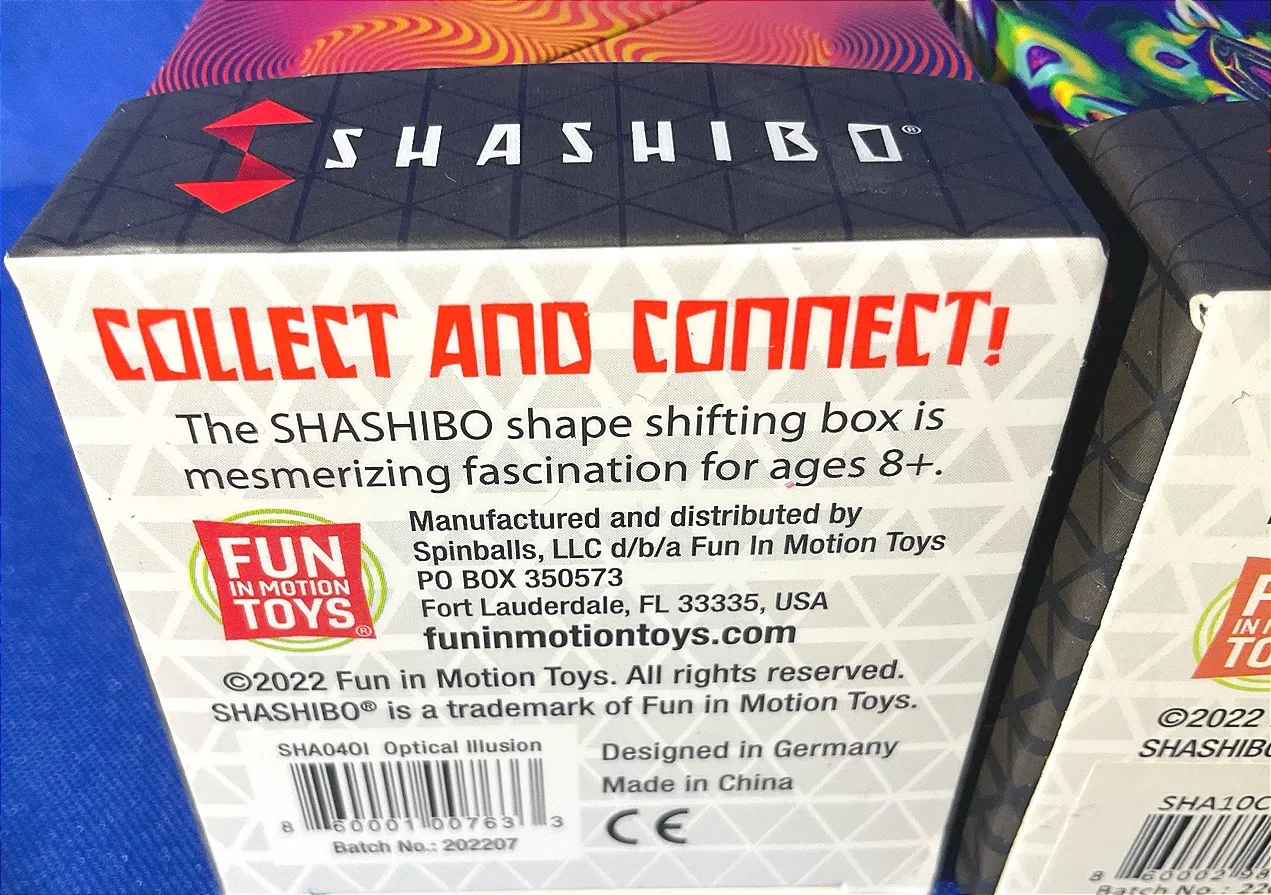 SHASHIBO®
COLLECT AND CONNECT!
The SHASHIBO shape shifting box is
mesmerizing fascination for ages 8+.
FUN
IN MOTION
TOYS®
Manufactured and distributed by
Spinballs, LLC d/b/a Fun In Motion Toys
PO BOX 350573
Fort Lauderdale, FL 33335, USA
funinmotiontoys.com
©2022 Fun in Motion Toys. All rights reserved.
SHASHIBO® is a trademark of Fun in Motion Toys.
SHA04OI Optical Illusion
8 60001 00763 3
Batch No.: 202207
Designed in Germany
Made in China
CE
©2022
Batch No.: